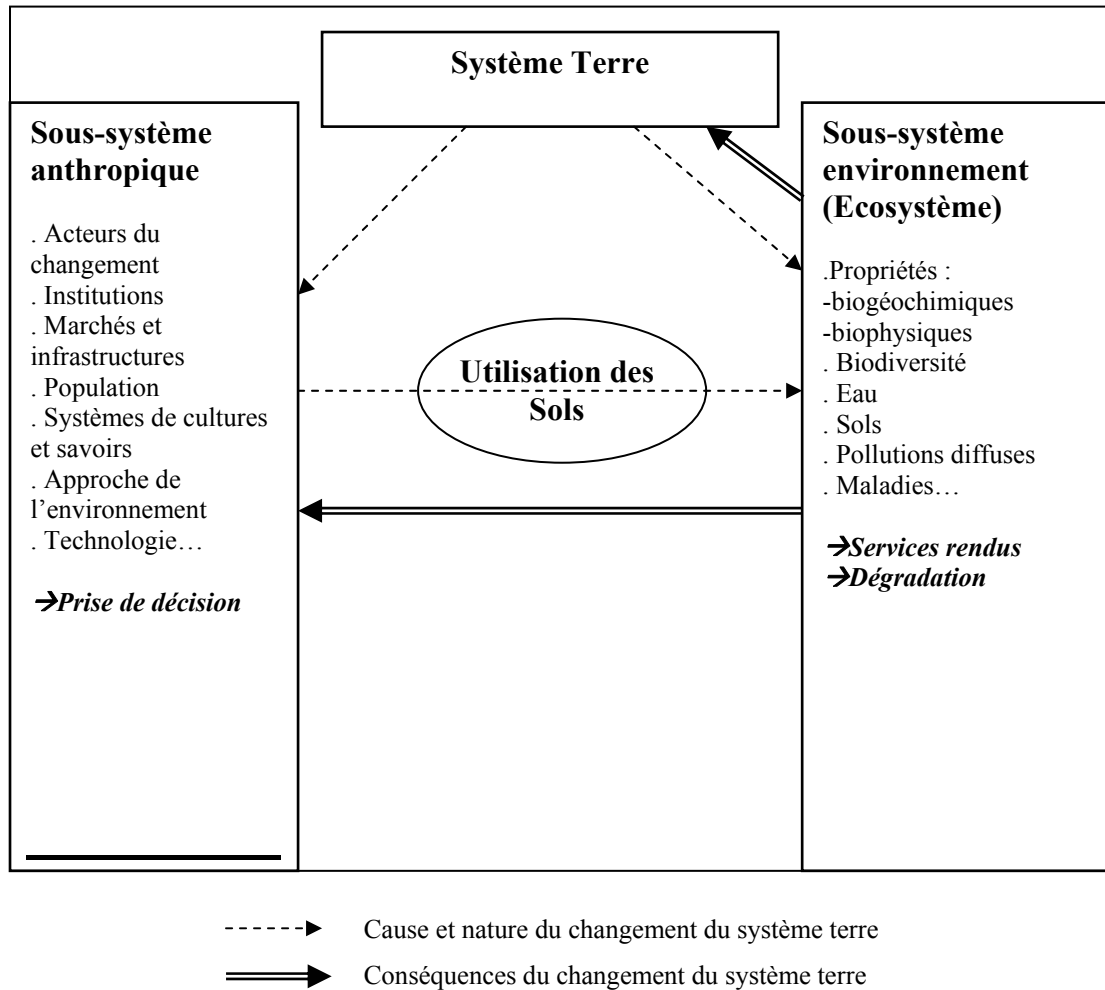 Système Terre
Sous-système
anthropique
. Acteurs du
changement
. Institutions
. Marchés et
infrastructures
. Population
. Systèmes de cultures
et savoirs
. Approche de
l’environnement
. Technologie…
→Prise de décision
Utilisation des
Sols
Sous-système
environnement
(Ecosystème)
.Propriétés :
-biogéochimiques
-biophysiques
. Biodiversité
. Eau
. Sols
. Pollutions diffuses
. Maladies…
→Services rendus
→Dégradation
Cause et nature du changement du système terre
Conséquences du changement du système terre